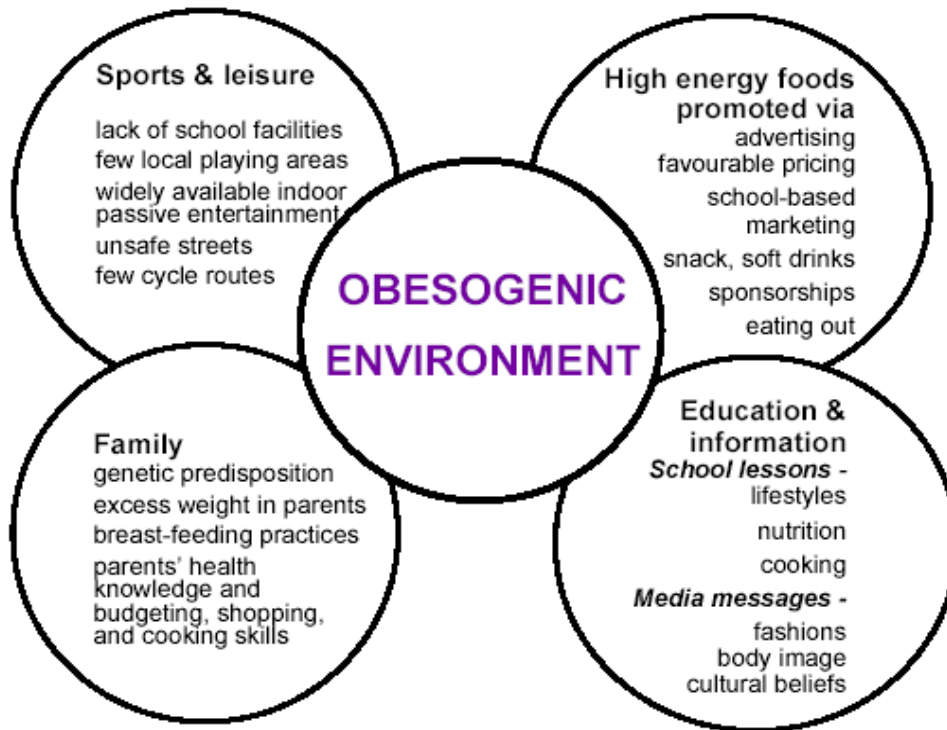 Sports & leisure
lack of school facilities
few local playing areas
widely available indoor
passive entertainment
unsafe streets
few cycle routes
High energy foods
promoted via
advertising
favourable pricing
school-based
marketing
snack, soft drinks
sponsorships
eating out
OBESOGENIC
ENVIRONMENT
Family
genetic predisposition
excess weight in parents
breast-feeding practices
parents' health
knowledge and
budgeting, shopping,
and cooking skills
Education &
information
School lessons -
lifestyles
nutrition
cooking
Media messages -
fashions
body image
cultural beliefs